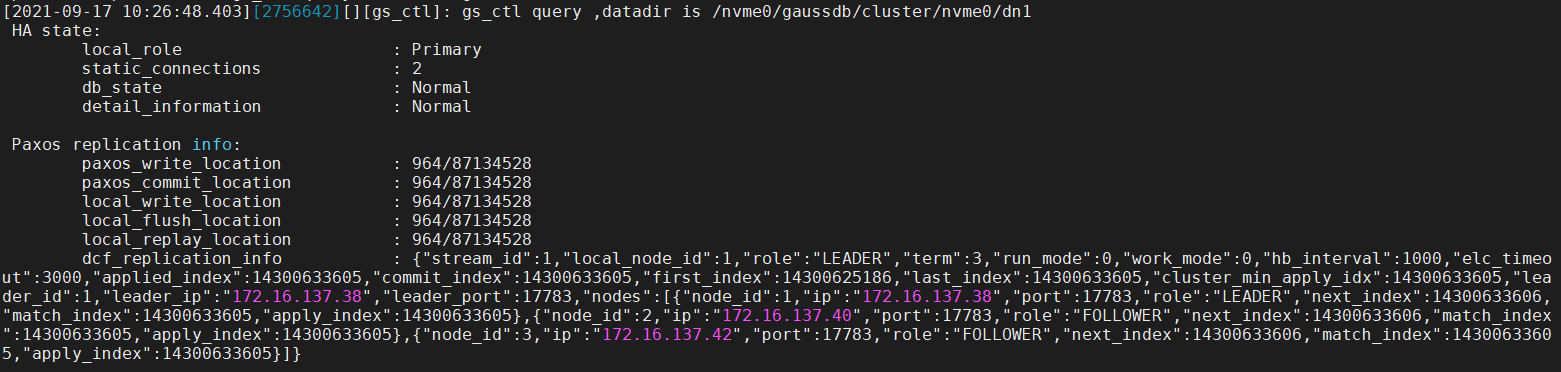 [2021-09-17 10:26:48.403][2756642][][gs_ctl]: gs_ctl query ,datadir is /nvme0/gaussdb/cluster/nvme0/dn1
HA state:
local_role : Primary
static_connections : 2
db_state : Normal
detail_information : Normal
Paxos replication info:
paxos_write_location : 964/87134528
paxos_commit_location : 964/87134528
local_write_location : 964/87134528
local_flush_location : 964/87134528
local_replay_location : 964/87134528
dcf_replication_info : {"stream_id":1,"local_node_id":1,"role":"LEADER","term":3,"run_mode":0,"work_mode":0,"hb_interval":1000,"elc_timeo
ut":3000,"applied_index":14300633605,"commit_index":14300633605,"first_index":14300625186,"last_index":14300633605,"cluster_min_apply_idx":14300633605,"lea
der_id":1,"leader_ip":"172.16.137.38","leader_port":17783,"nodes":[{"node_id":1,"ip":"172.16.137.38","port":17783,"role":"LEADER","next_index":14300633606,
"match_index":14300633605,"apply_index":14300633605},{"node_id":2,"ip":"172.16.137.40","port":17783,"role":"FOLLOWER","next_index":14300633606,"match_index
":14300633605,"apply_index":14300633605},{"node_id":3,"ip":"172.16.137.42","port":17783,"role":"FOLLOWER","next_index":14300633606,"match_index":1430063360
5,"apply_index":14300633605}]}